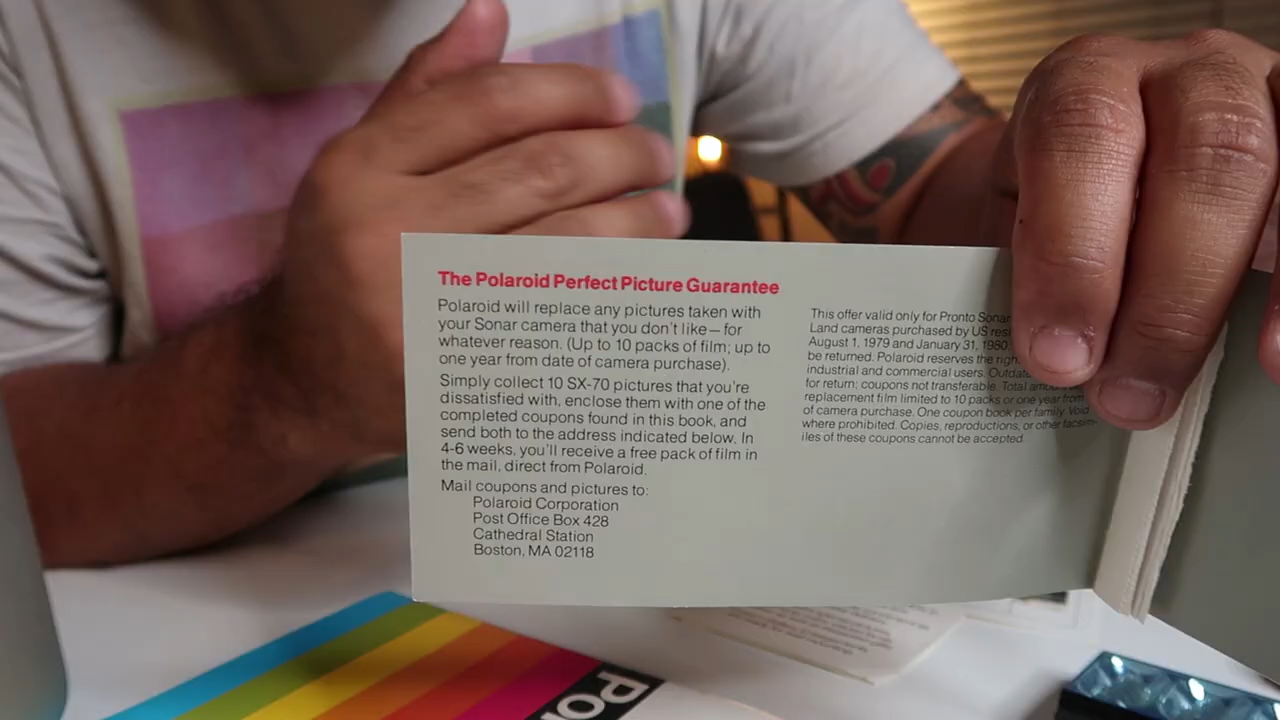 The Polaroid Perfect Picture Guarantee
Polaroid will replace any pictures taken with
your Sonar camera that you don't like—for
whatever reason. (Up to 10 packs of film; up to
one year from date of camera purchase).
Simply collect 10 SX-70 pictures that you're
dissatisfied with, enclose them with one of the
completed coupons found in this book, and
send both to the address indicated below. In
4-6 weeks, you'll receive a free pack of film in
the mail, direct from Polaroid.
Mail coupons and pictures to:
Polaroid Corporation
Post Office Box 428
Cathedral Station
Boston, MA 02118
This offer valid only for Pronto Sonar
Land cameras purchased by US
August 1, 1979 and January 31, 1980
be returned. Polaroid reserves the
industrial and commercial users.
for return; coupons not transferable. Total
replacement film limited to 10 packs or one year from
of camera purchase. One coupon book per family. Void
where prohibited. Copies, reproductions, or other facsim-
iles of these coupons cannot be accepted.
Po